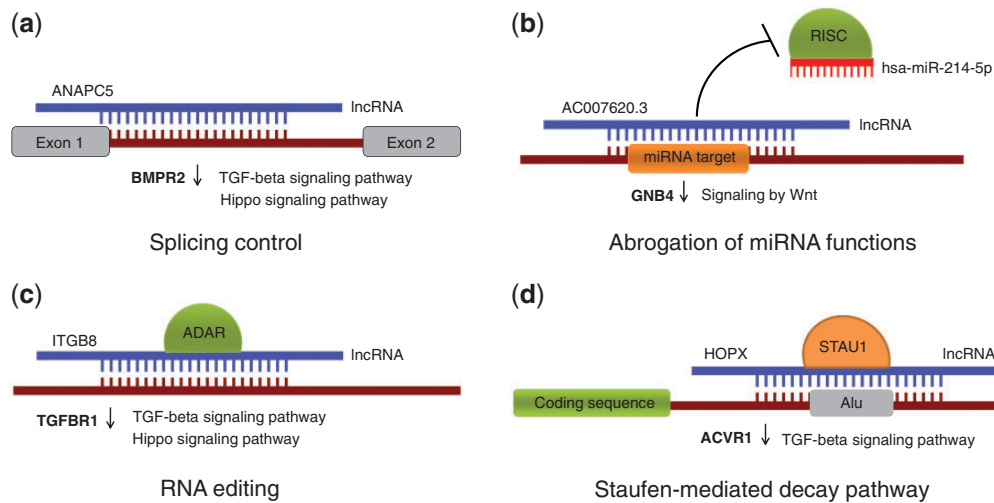 (a)
ANAPC5
lncRNA
Exon 1
Exon 2
BMPR2 ↓ TGF-beta signaling pathway
Hippo signaling pathway
Splicing control
(b)
RISC
hsa-miR-214-5p
AC007620.3
lncRNA
miRNA target
GNB4 ↓ Signaling by Wnt
Abrogation of miRNA functions
(c)
ADAR
ITGB8
lncRNA
TGFBR1 ↓ TGF-beta signaling pathway
Hippo signaling pathway
RNA editing
(d)
STAU1
HOPX
lncRNA
Coding sequence
Alu
ACVR1 ↓ TGF-beta signaling pathway
Staufen-mediated decay pathway